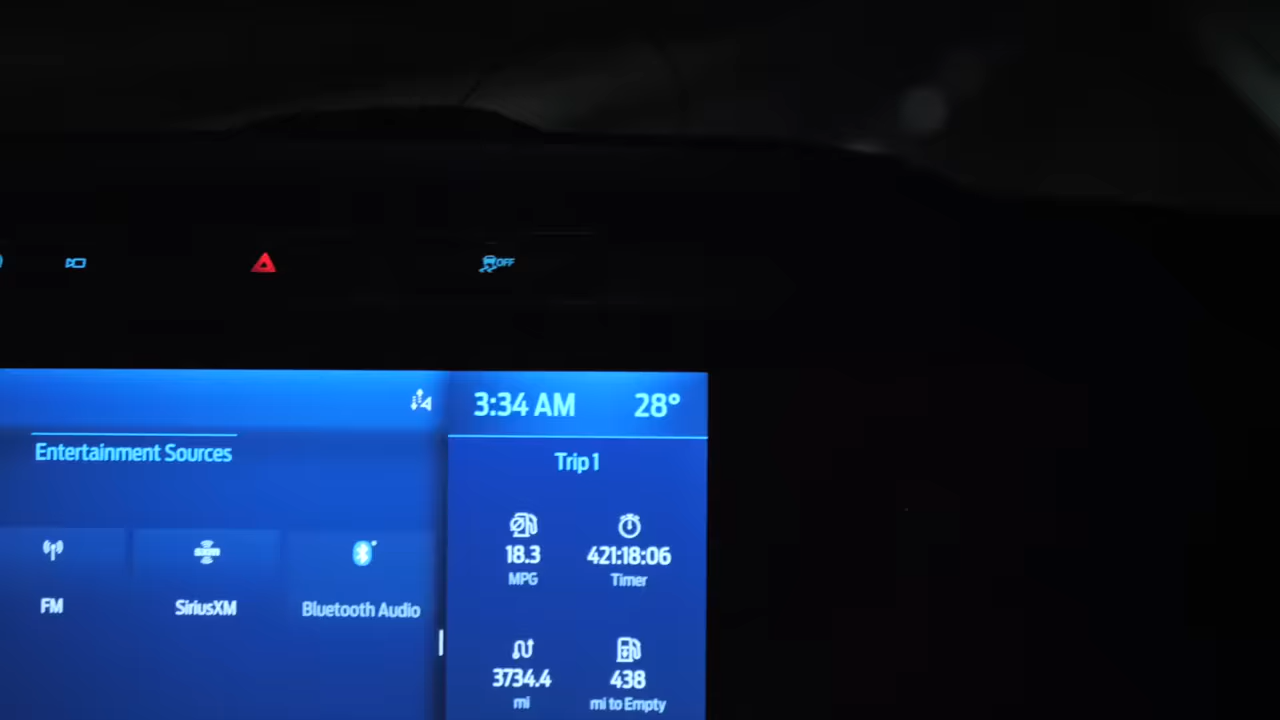 OFF
3:34 AM 28°
Entertainment Sources
Trip 1
18.3 421:18:06
MPG Timer
FM SiriusXM Bluetooth Audio
3734.4 438
mi mi to Empty